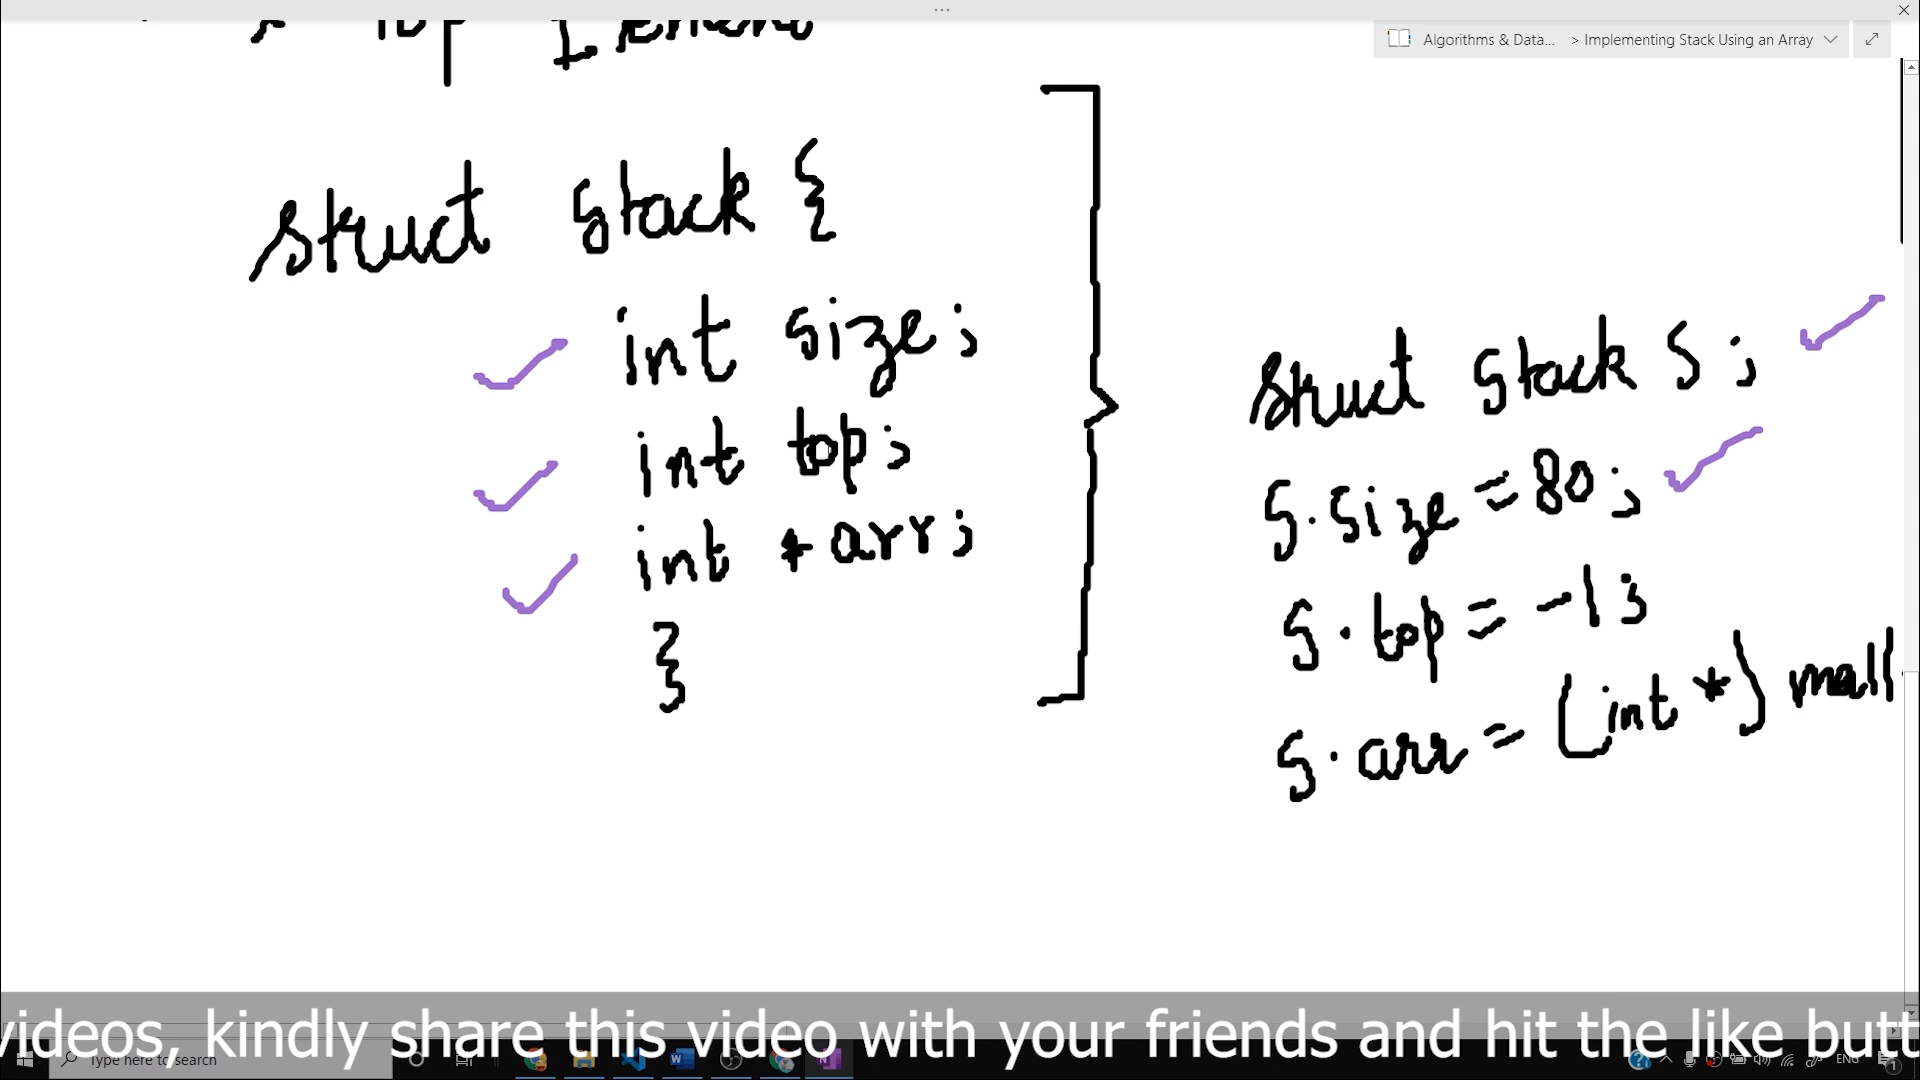 Algorithms & Data... > Implementing Stack Using an Array
struct stack {
int size;
int top;
int *arr;
}
struct stack S;
S.size = 80;
S.top = -1;
S.arr = (int *) mall
videos, kindly share this video with your friends and hit the like butt
Type here to search
ENG